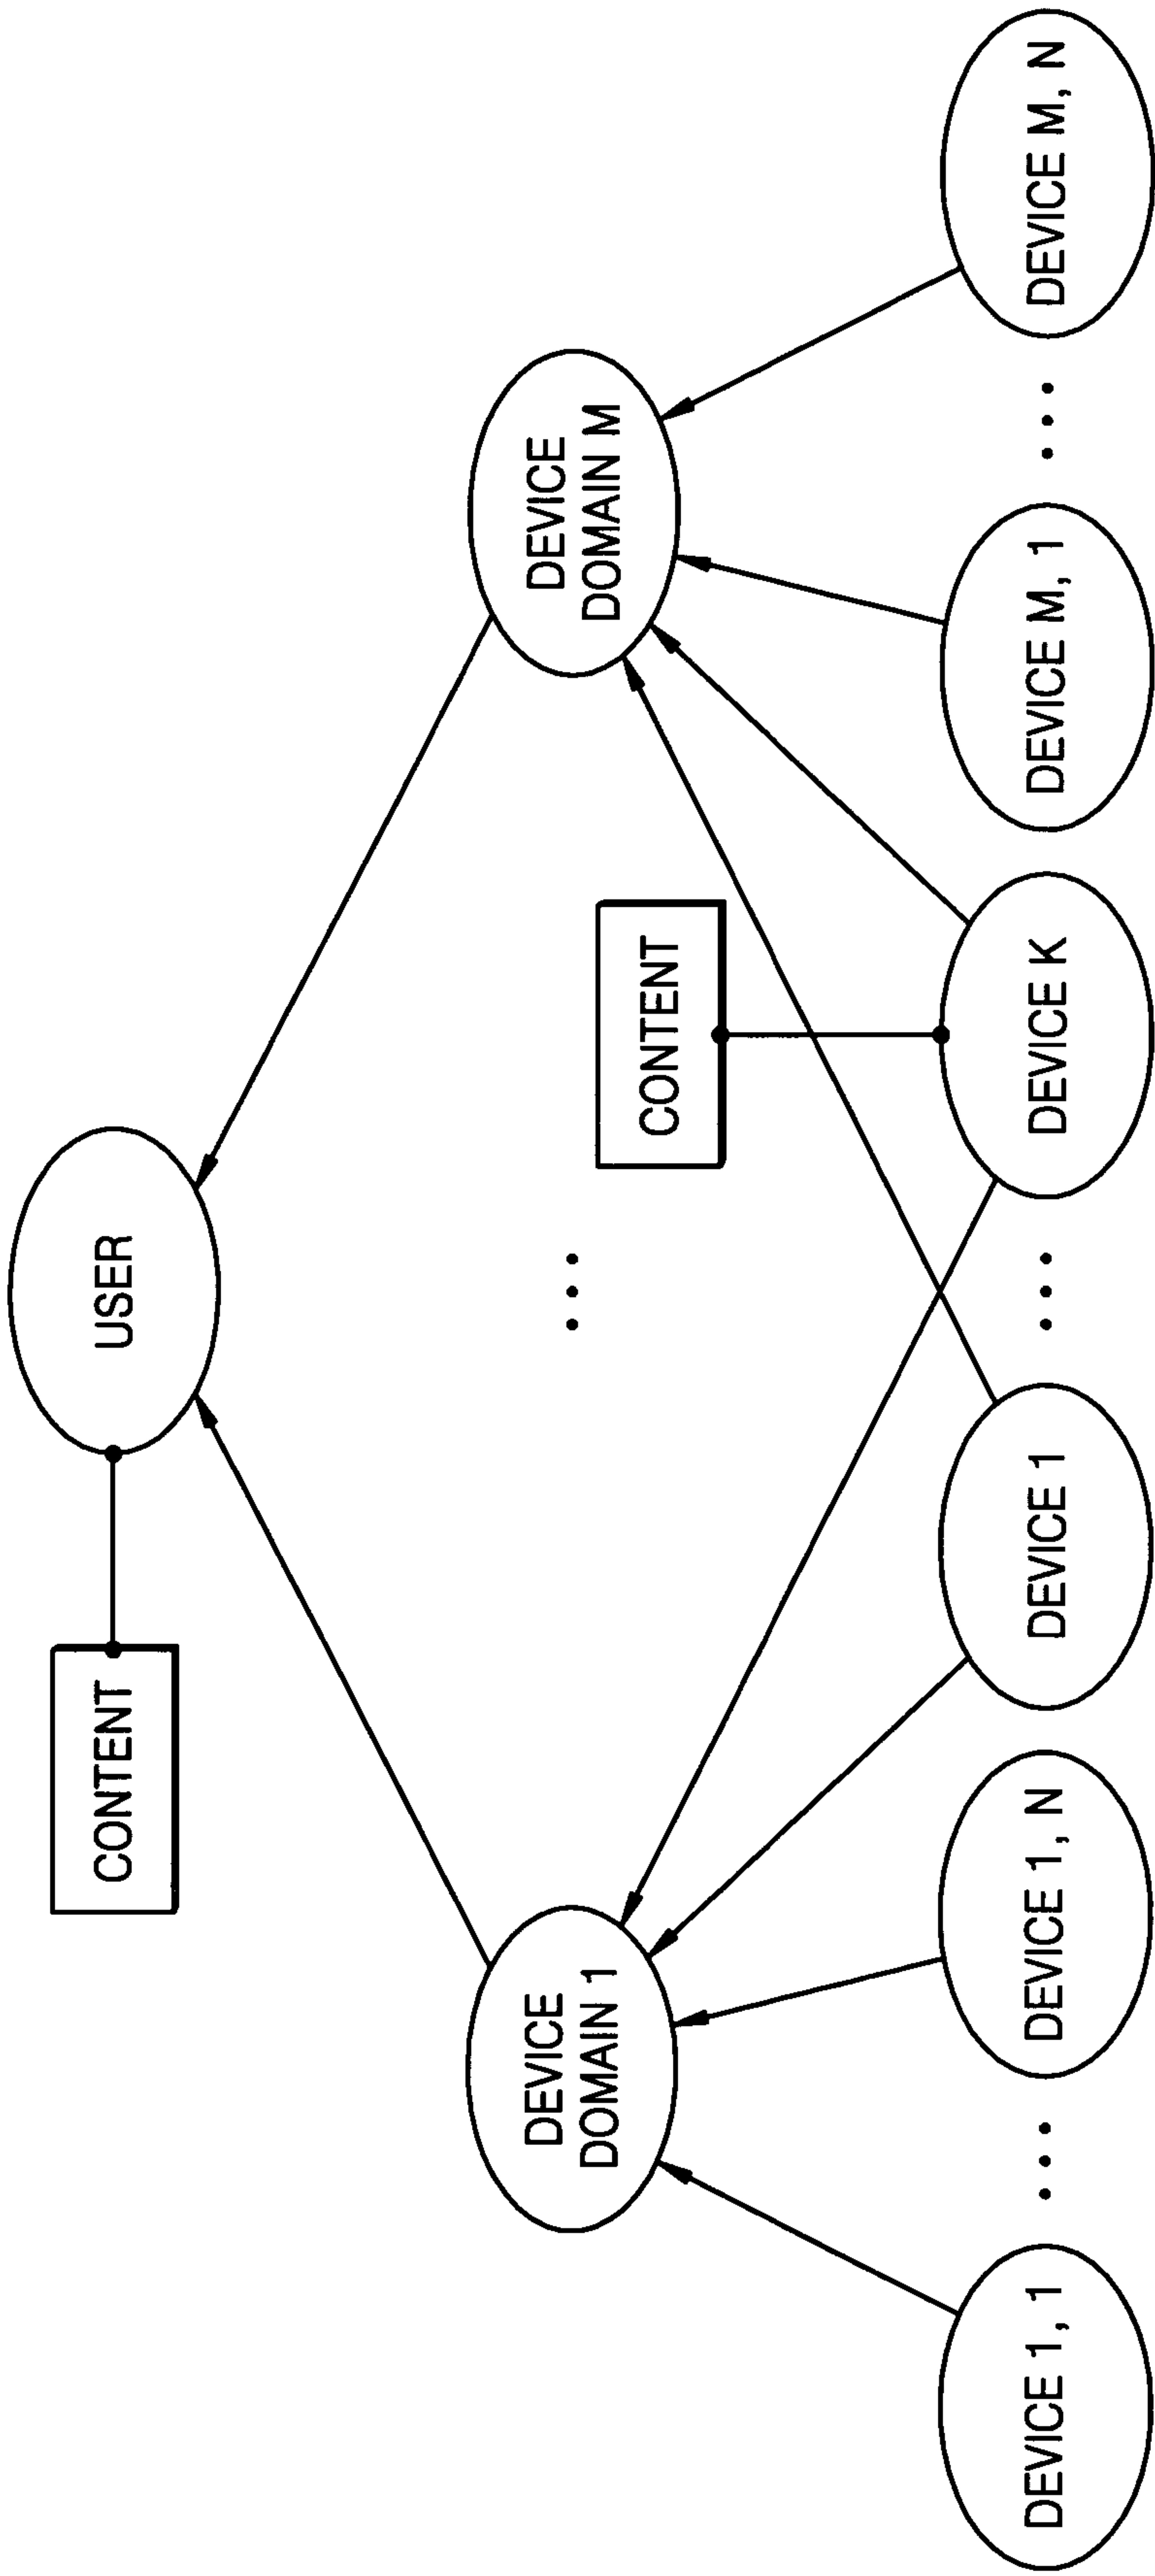 CONTENT
USER
DEVICE
DOMAIN 1
...
DEVICE
DOMAIN M
CONTENT
DEVICE 1, 1
...
DEVICE 1, N
DEVICE 1
...
DEVICE K
DEVICE M, 1
...
DEVICE M, N